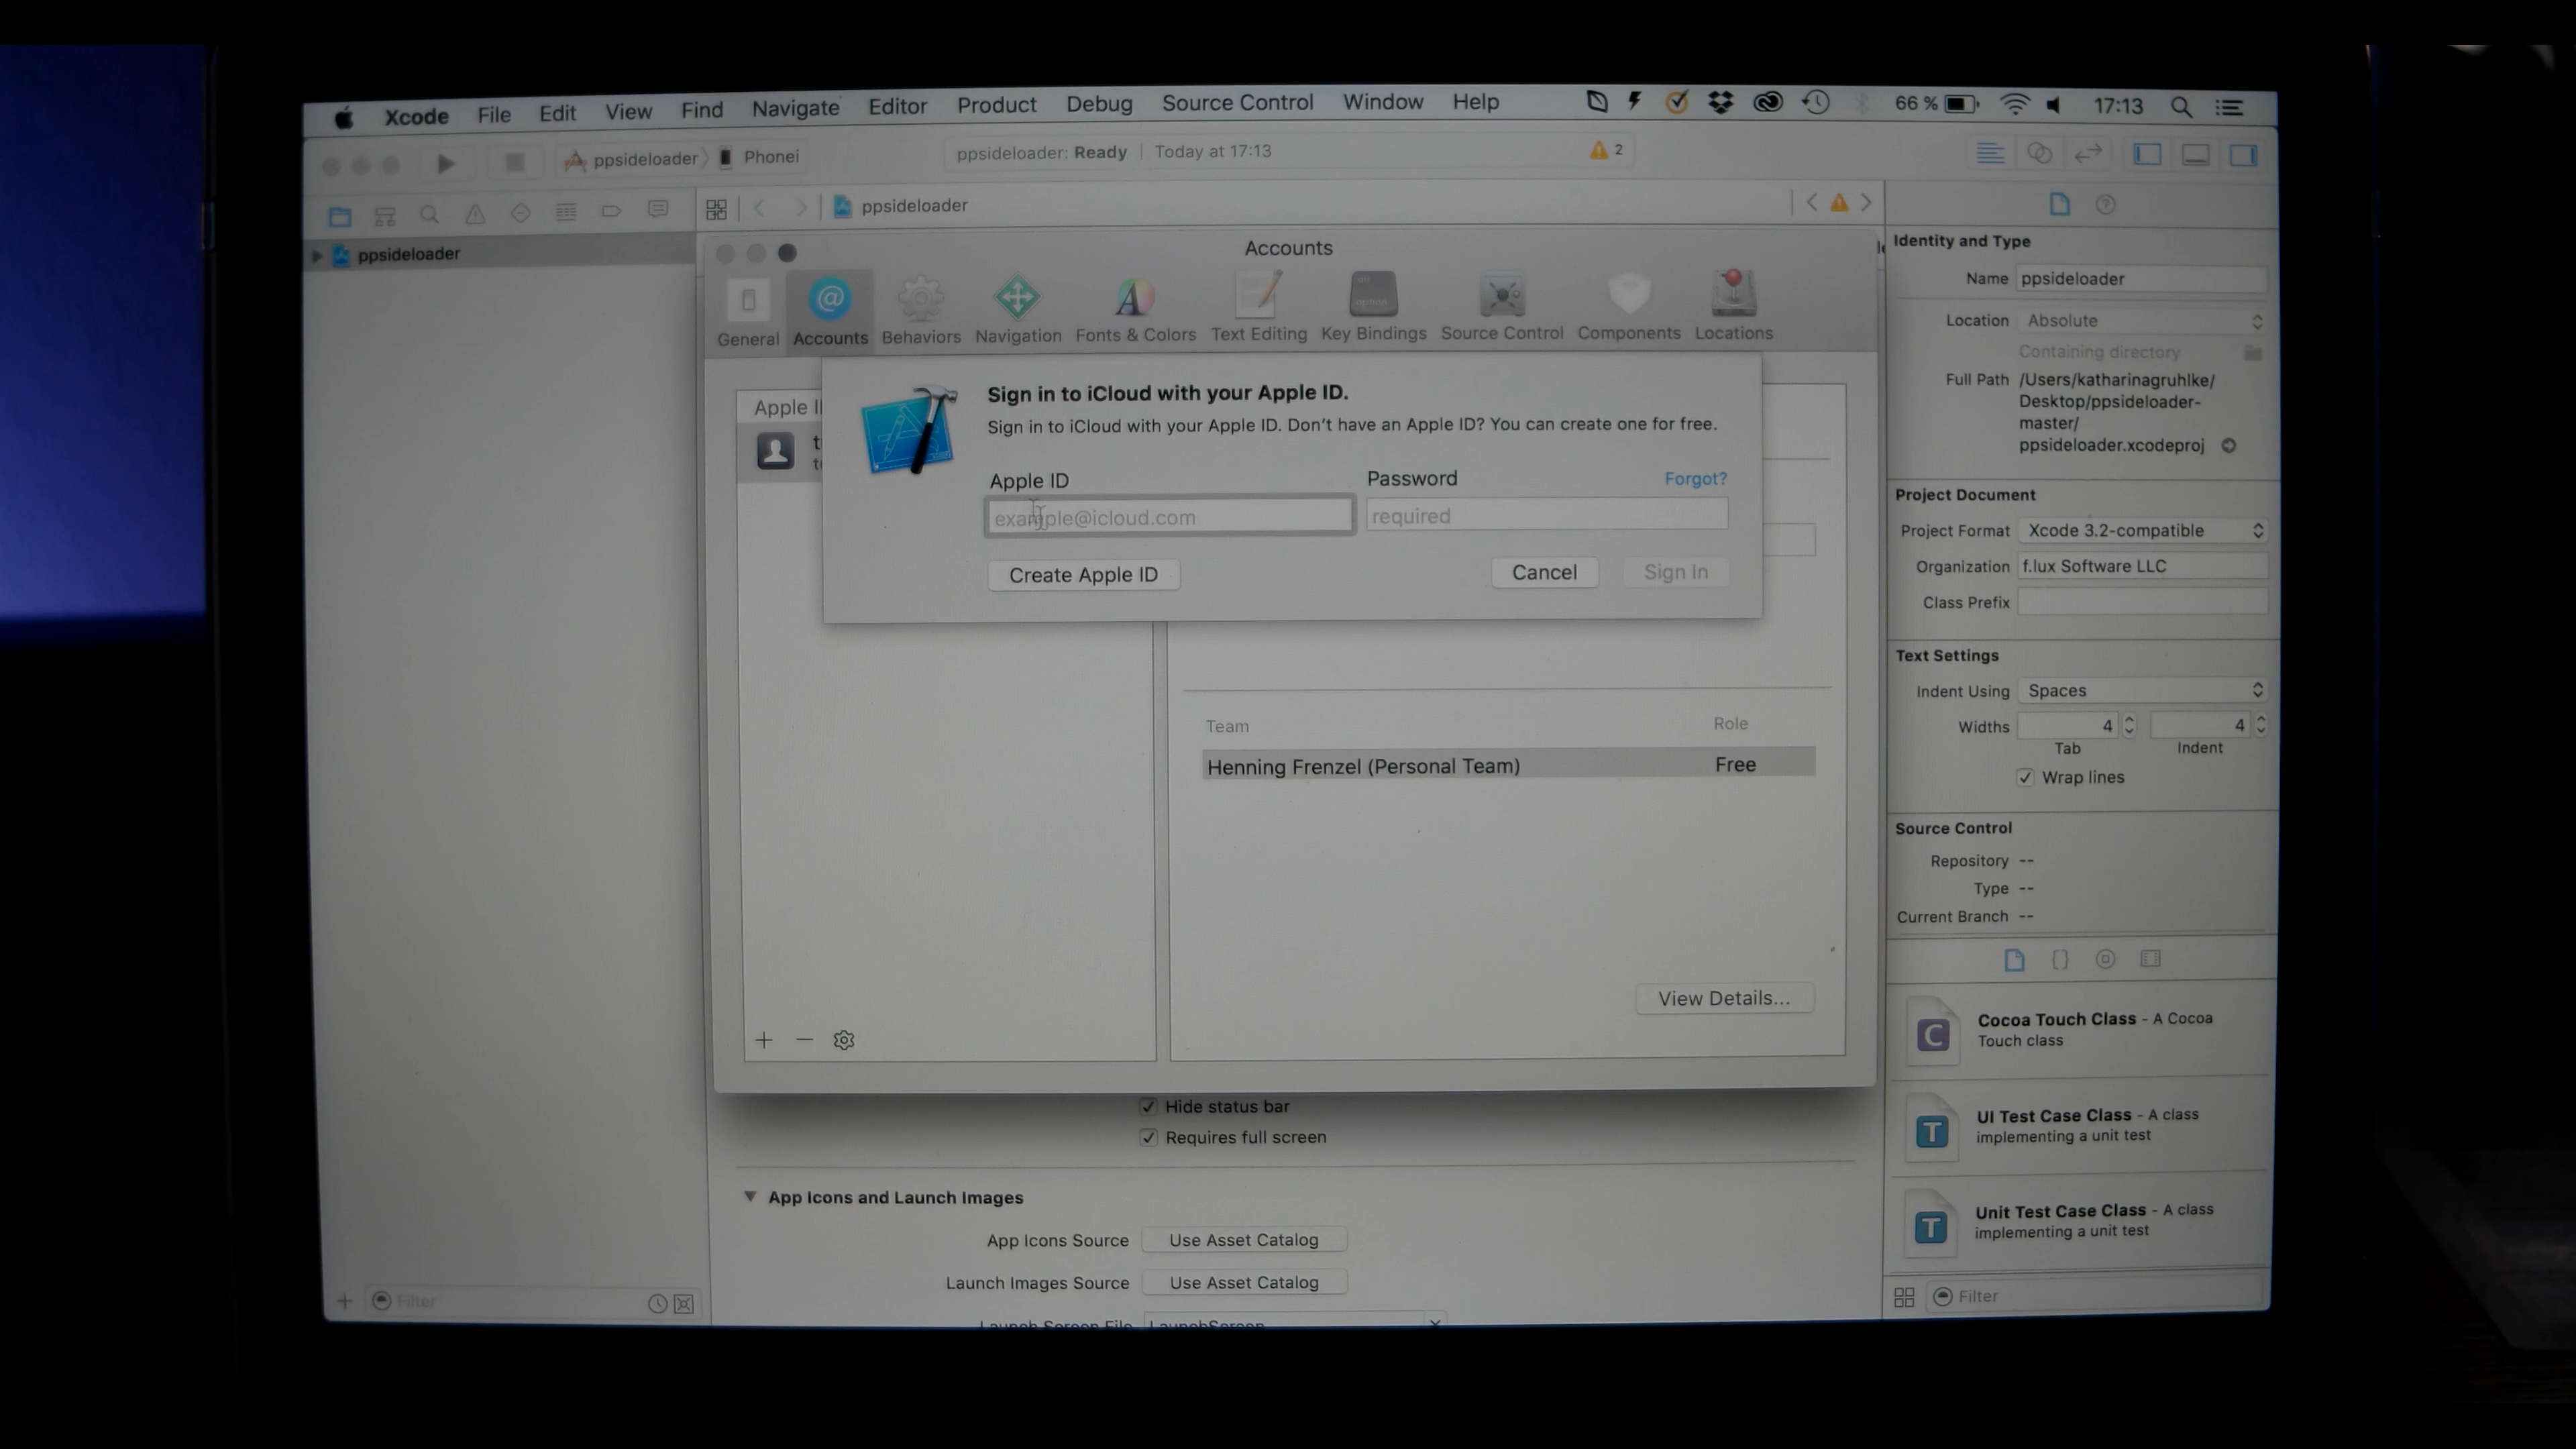 Xcode File Edit View Find Navigate Editor Product Debug Source Control Window Help 66 % 17:13
ppsideloader Phonei ppsideloader: Ready Today at 17:13 2
ppsideloader
ppsideloader
Accounts
General Accounts Behaviors Navigation Fonts & Colors Text Editing Key Bindings Source Control Components Locations
Apple
Sign in to iCloud with your Apple ID.
Sign in to iCloud with your Apple ID. Don't have an Apple ID? You can create one for free.
Apple ID Password Forgot?
example@icloud.com required
Create Apple ID Cancel Sign In
Team Role
Henning Frenzel (Personal Team) Free
View Details...
Hide status bar
Requires full screen
App Icons and Launch Images
App Icons Source Use Asset Catalog
Launch Images Source Use Asset Catalog
Launch Screen File LaunchScreen
Filter
Identity and Type
Name ppsideloader
Location Absolute
Containing directory
Full Path /Users/katharinagruhlke/
Desktop/ppsideloader-
master/
ppsideloader.xcodeproj
Project Document
Project Format Xcode 3.2-compatible
Organization f.lux Software LLC
Class Prefix
Text Settings
Indent Using Spaces
Widths 4 4
Tab Indent
Wrap lines
Source Control
Repository --
Type --
Current Branch --
{}
C
Cocoa Touch Class - A Cocoa
Touch class
T
UI Test Case Class - A class
implementing a unit test
T
Unit Test Case Class - A class
implementing a unit test
Filter